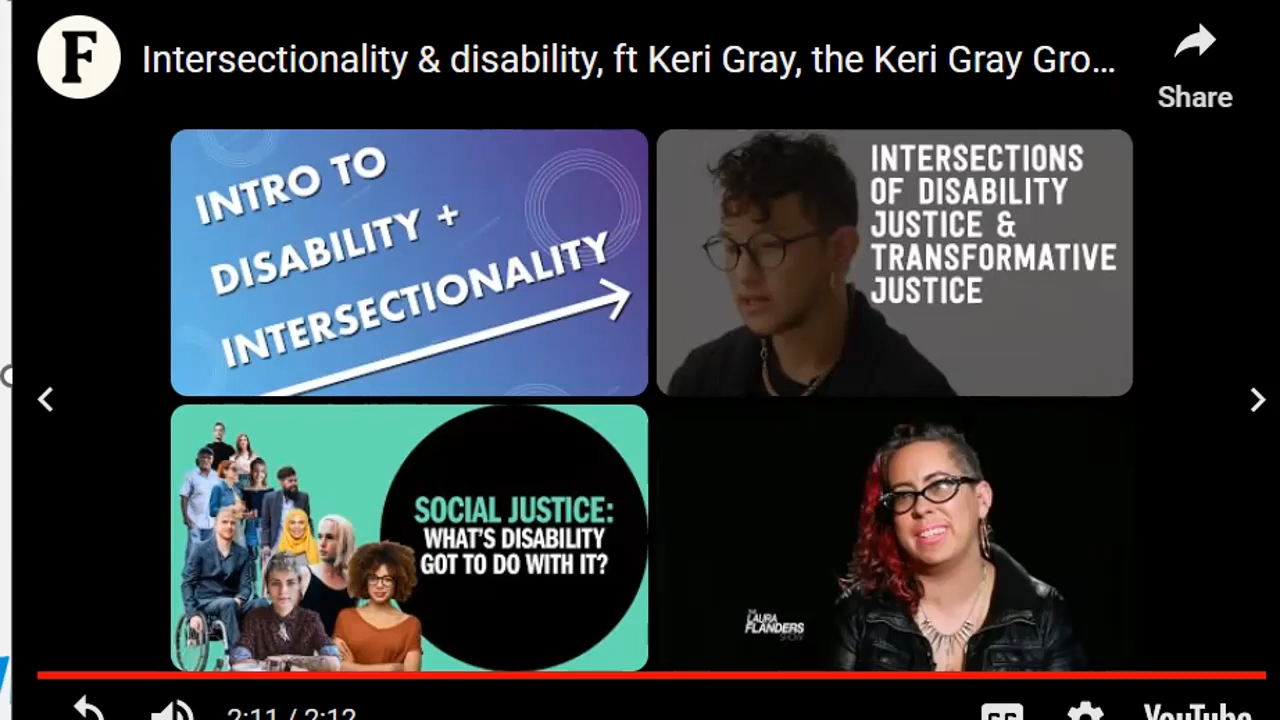 F
Intersectionality & disability, ft Keri Gray, the Keri Gray Gro...
Share
INTRO TO
DISABILITY +
INTERSECTIONALITY
INTERSECTIONS
OF DISABILITY
JUSTICE &
TRANSFORMATIVE
JUSTICE
SOCIAL JUSTICE:
WHAT'S DISABILITY
GOT TO DO WITH IT?
THE
LAURA
FLANDERS
SHOW
2:11 / 2:12
CC
YouTube